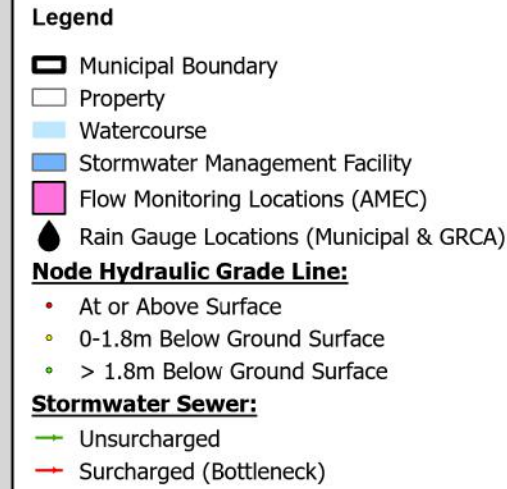 Legend
Municipal Boundary
Property
Watercourse
Stormwater Management Facility
Flow Monitoring Locations (AMEC)
Rain Gauge Locations (Municipal & GRCA)
Node Hydraulic Grade Line:
At or Above Surface
0-1.8m Below Ground Surface
> 1.8m Below Ground Surface
Stormwater Sewer:
Unsurcharged
Surcharged (Bottleneck)